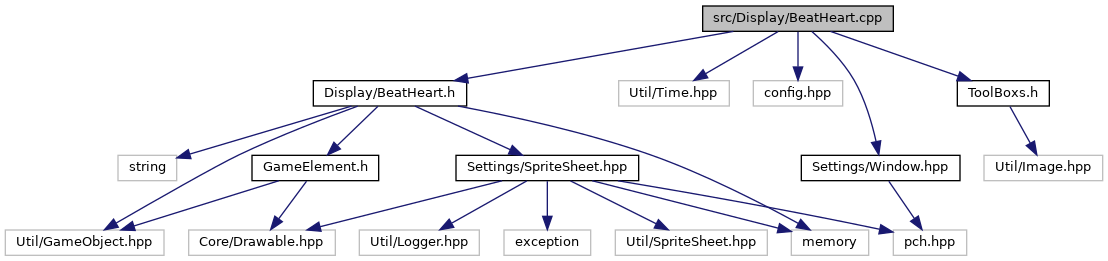 src/Display/BeatHeart.cpp
Display/BeatHeart.h
Util/Time.hpp
config.hpp
ToolBoxs.h
string
GameElement.h
Settings/SpriteSheet.hpp
Settings/Window.hpp
Util/Image.hpp
Util/GameObject.hpp
Core/Drawable.hpp
Util/Logger.hpp
exception
Util/SpriteSheet.hpp
memory
pch.hpp